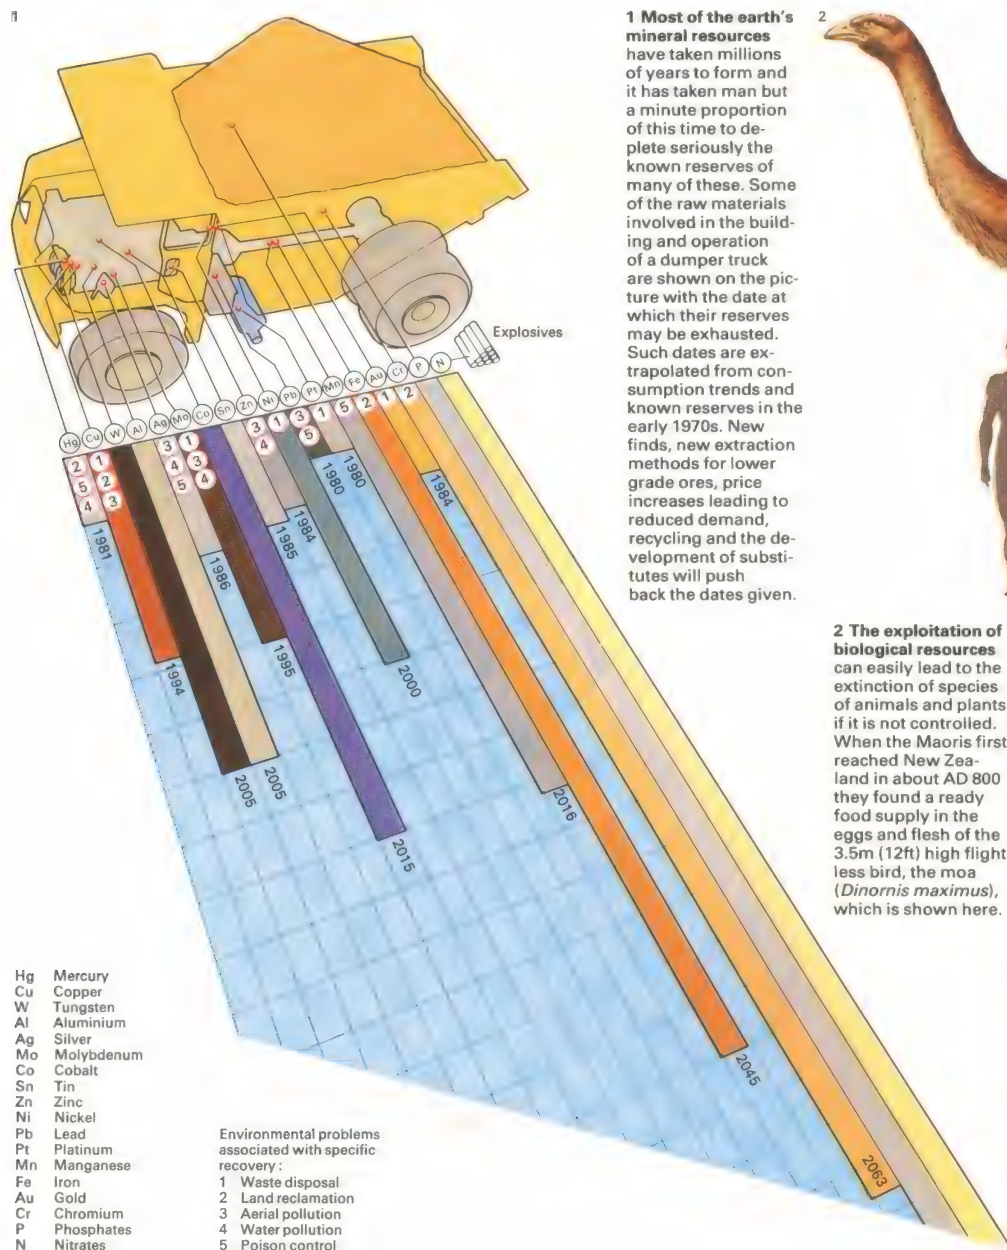 1
1 Most of the earth's
mineral resources
have taken millions
of years to form and
it has taken man but
a minute proportion
of this time to de-
plete seriously the
known reserves of
many of these. Some
of the raw materials
involved in the build-
ing and operation
of a dumper truck
are shown on the pic-
ture with the date at
which their reserves
may be exhausted.
Such dates are ex-
trapolated from con-
sumption trends and
known reserves in the
early 1970s. New
finds, new extraction
methods for lower
grade ores, price
increases leading to
reduced demand,
recycling and the de-
velopment of substi-
tutes will push
back the dates given.
2
2 The exploitation of
biological resources
can easily lead to the
extinction of species
of animals and plants
if it is not controlled.
When the Maoris first
reached New Zea-
land in about AD 800
they found a ready
food supply in the
eggs and flesh of the
3.5m (12ft) high flight
less bird, the moa
(Dinornis maximus),
which is shown here.
Explosives
Hg Cu W Al Ag Mo Co Sn Zn Ni Pb Pt Mn Fe Au Cr P N
2 1 3 1 3 1 3 1 5 2 1 2
5 2 4 3 4 5
4 3 5 4
1981
1994
2005
2005
1986
1995
2015
1985
1984
2000
1980
1980
2016
2045
1984
2063
Hg Mercury
Cu Copper
W Tungsten
Al Aluminium
Ag Silver
Mo Molybdenum
Co Cobalt
Sn Tin
Zn Zinc
Ni Nickel
Pb Lead
Pt Platinum
Mn Manganese
Fe Iron
Au Gold
Cr Chromium
P Phosphates
N Nitrates
Environmental problems
associated with specific
recovery:
1 Waste disposal
2 Land reclamation
3 Aerial pollution
4 Water pollution
5 Poison control